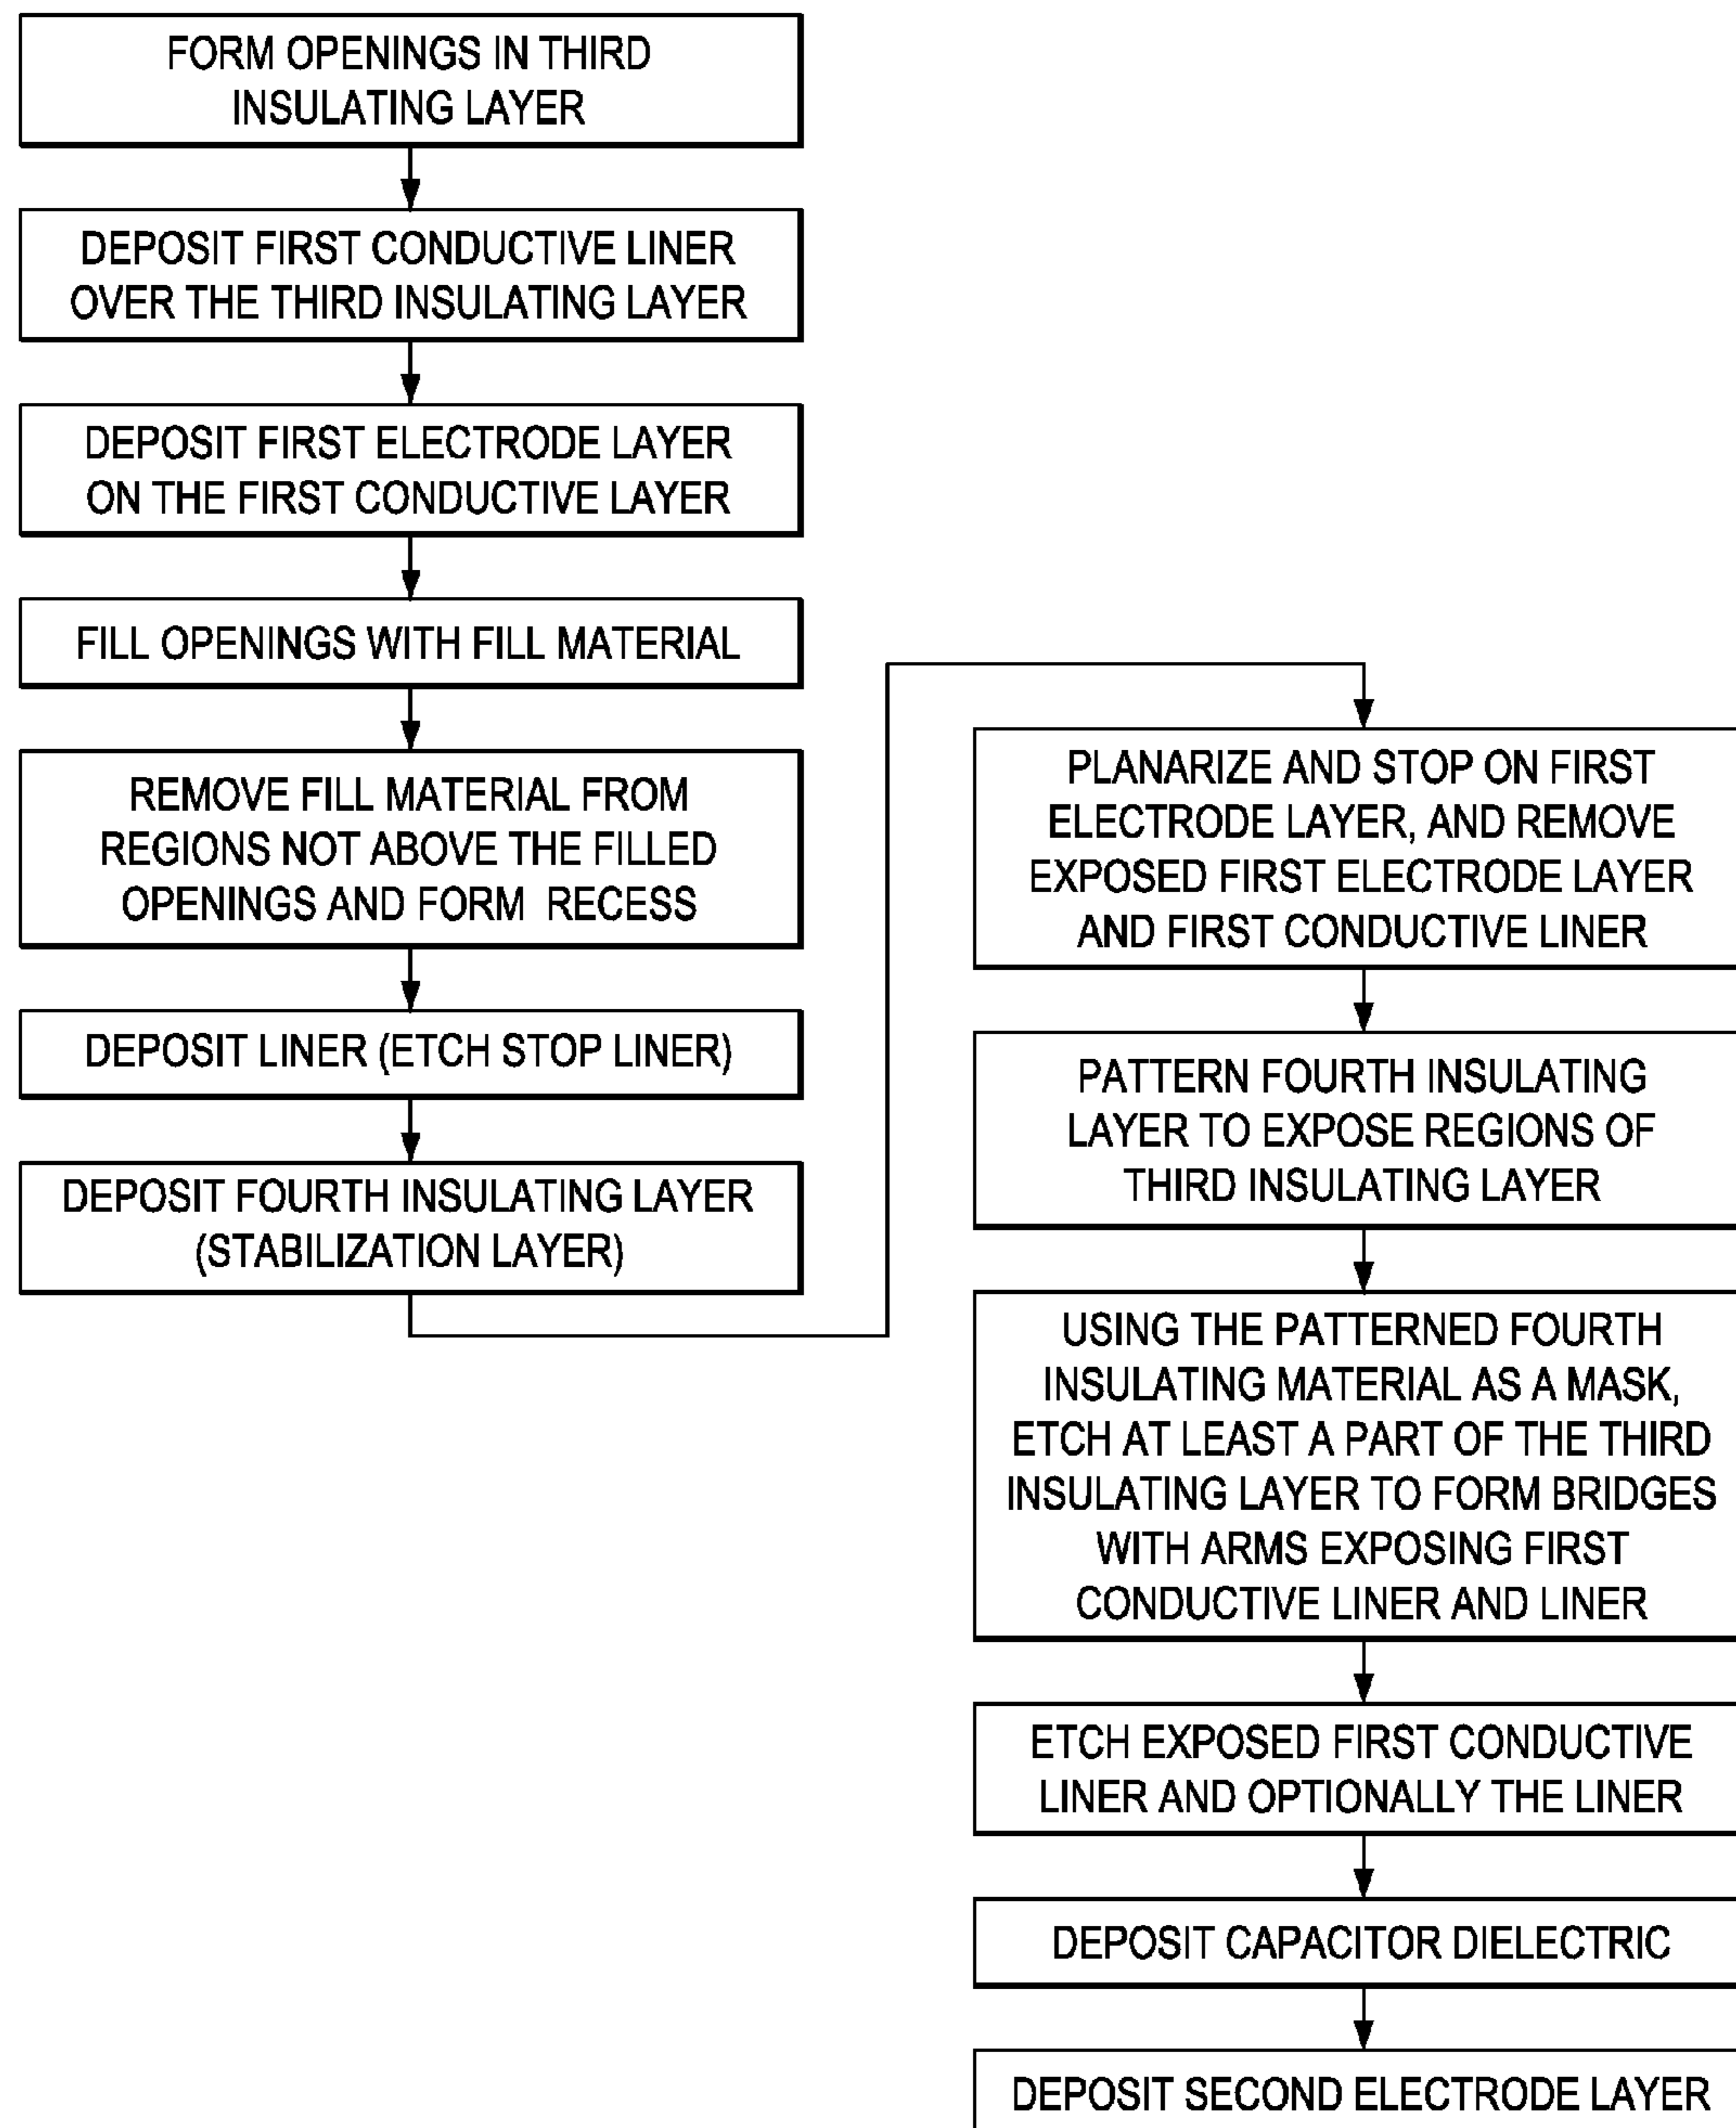 FORM OPENINGS IN THIRD
INSULATING LAYER
DEPOSIT FIRST CONDUCTIVE LINER
OVER THE THIRD INSULATING LAYER
DEPOSIT FIRST ELECTRODE LAYER
ON THE FIRST CONDUCTIVE LAYER
FILL OPENINGS WITH FILL MATERIAL
REMOVE FILL MATERIAL FROM
REGIONS NOT ABOVE THE FILLED
OPENINGS AND FORM RECESS
DEPOSIT LINER (ETCH STOP LINER)
DEPOSIT FOURTH INSULATING LAYER
(STABILIZATION LAYER)
PLANARIZE AND STOP ON FIRST
ELECTRODE LAYER, AND REMOVE
EXPOSED FIRST ELECTRODE LAYER
AND FIRST CONDUCTIVE LINER
PATTERN FOURTH INSULATING
LAYER TO EXPOSE REGIONS OF
THIRD INSULATING LAYER
USING THE PATTERNED FOURTH
INSULATING MATERIAL AS A MASK,
ETCH AT LEAST A PART OF THE THIRD
INSULATING LAYER TO FORM BRIDGES
WITH ARMS EXPOSING FIRST
CONDUCTIVE LINER AND LINER
ETCH EXPOSED FIRST CONDUCTIVE
LINER AND OPTIONALLY THE LINER
DEPOSIT CAPACITOR DIELECTRIC
DEPOSIT SECOND ELECTRODE LAYER